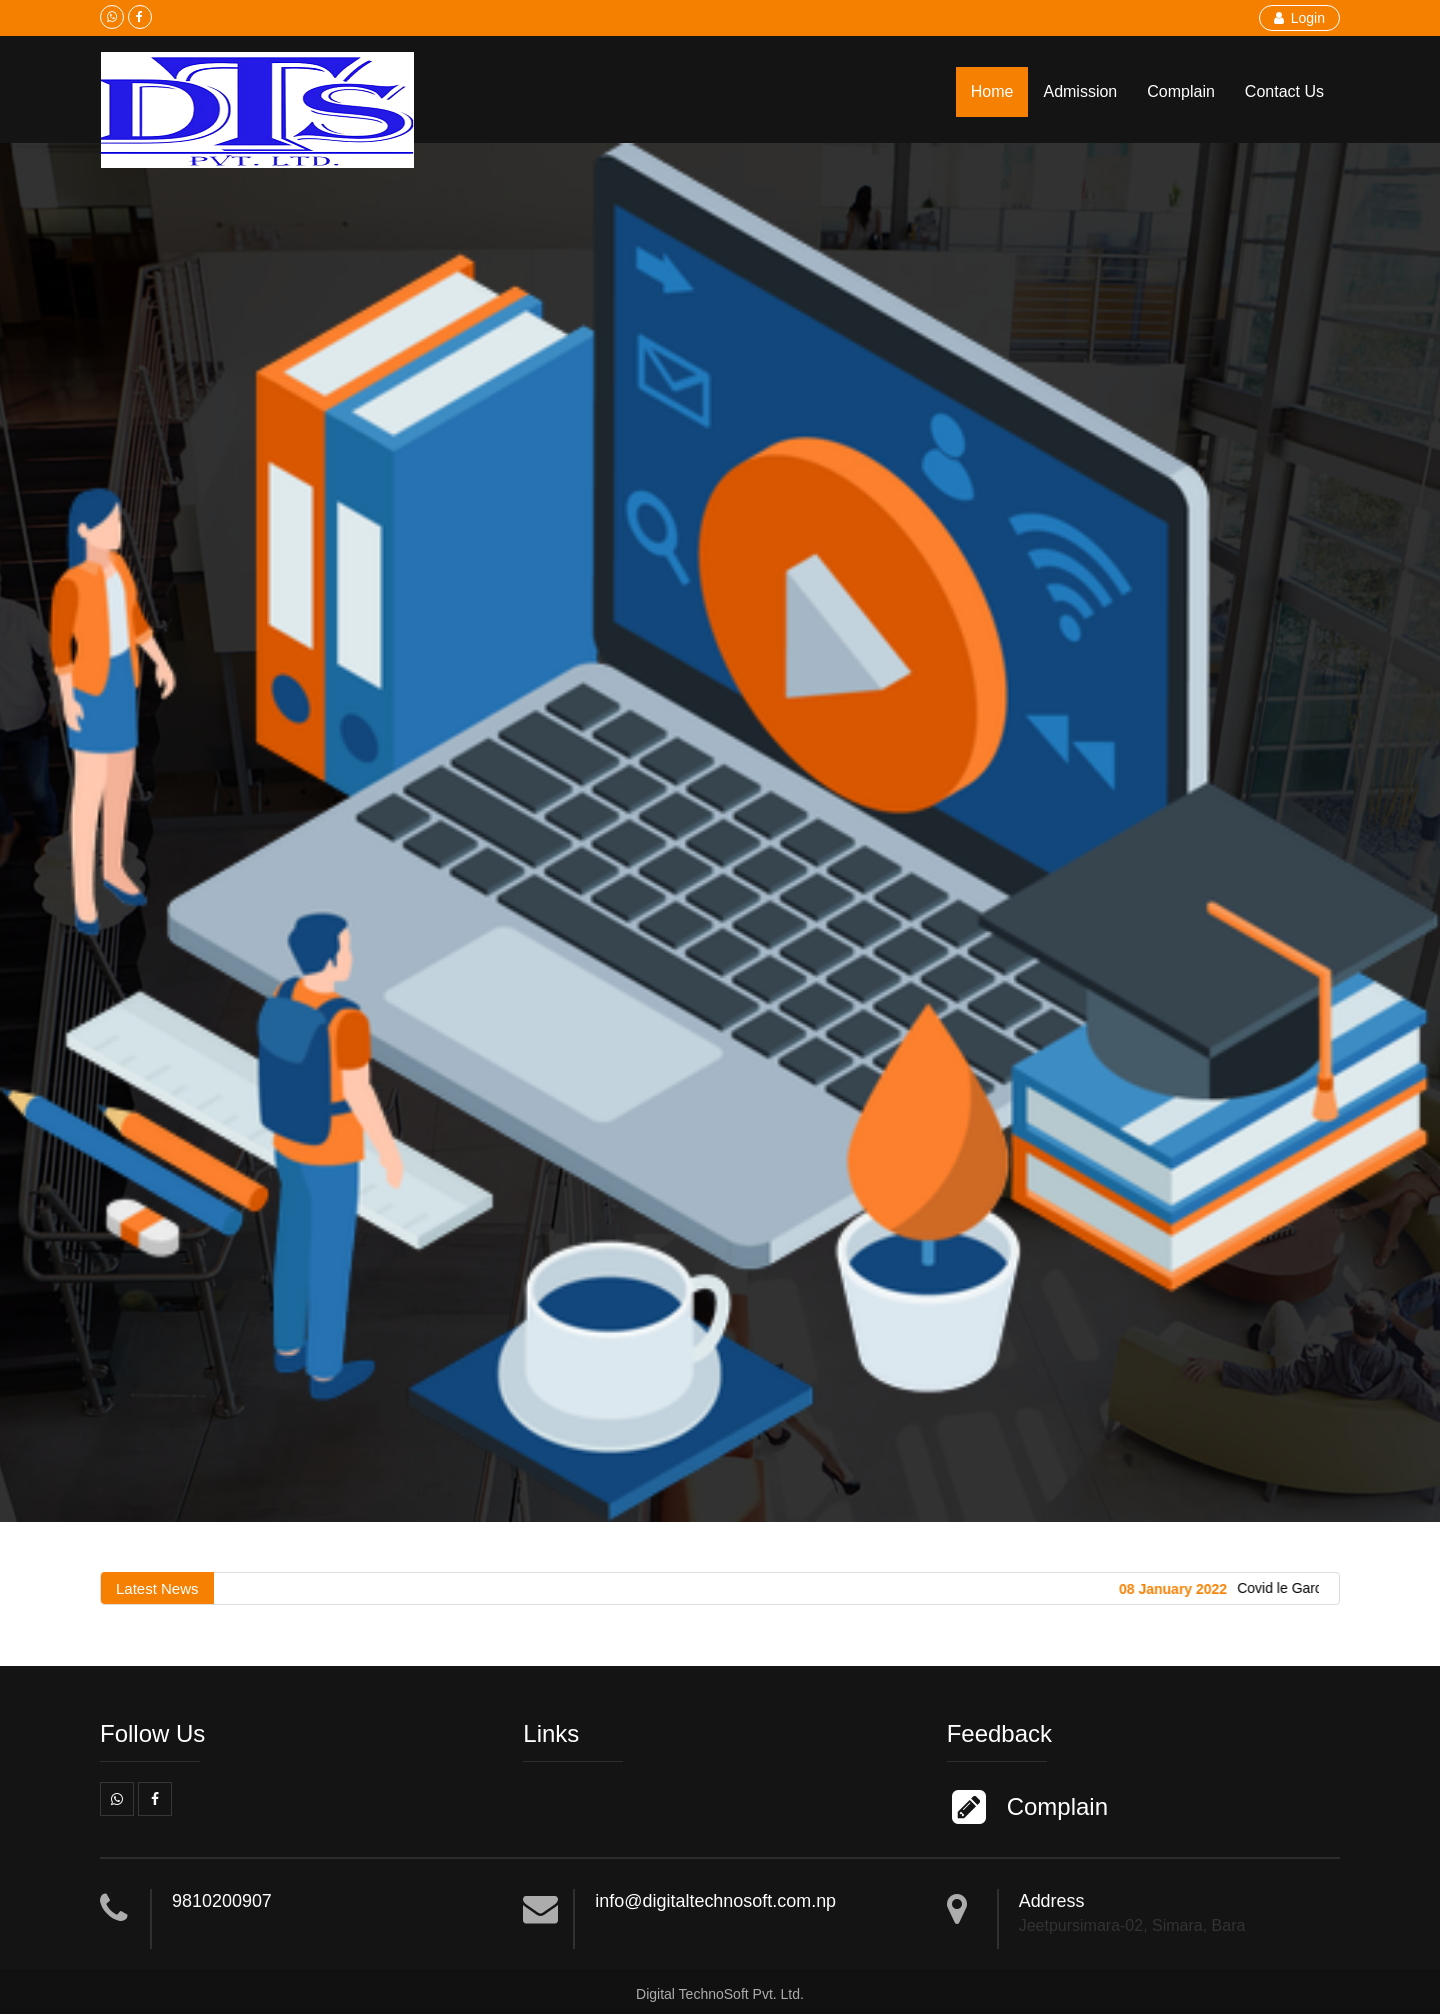 Login
DTS
PVT. LTD.
Home Admission Complain Contact Us
Latest News 08 January 2022 Covid le
Follow Us Links Feedback
Complain
9810200907 info@digitaltechnosoft.com.np Address
Jeetpursimara-02, Simara, Bara
Digital TechnoSoft Pvt. Ltd.